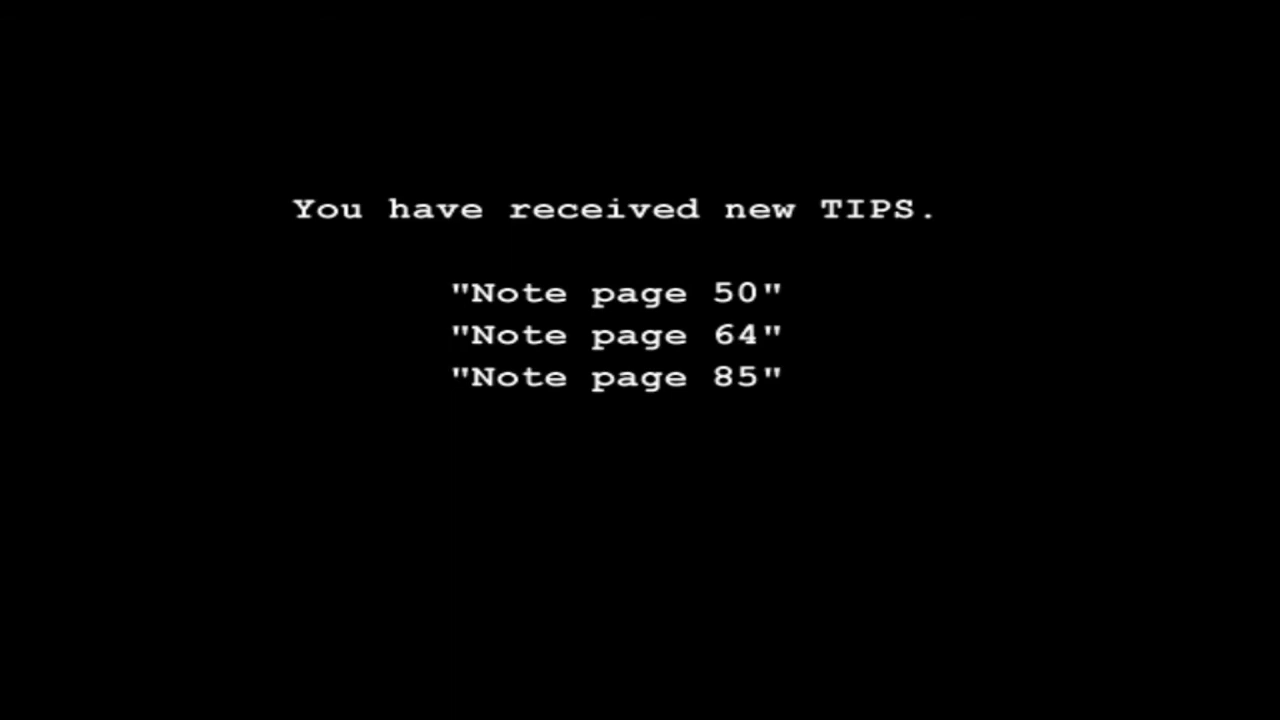 You have received new TIPS.
"Note page 50"
"Note page 64"
"Note page 85"